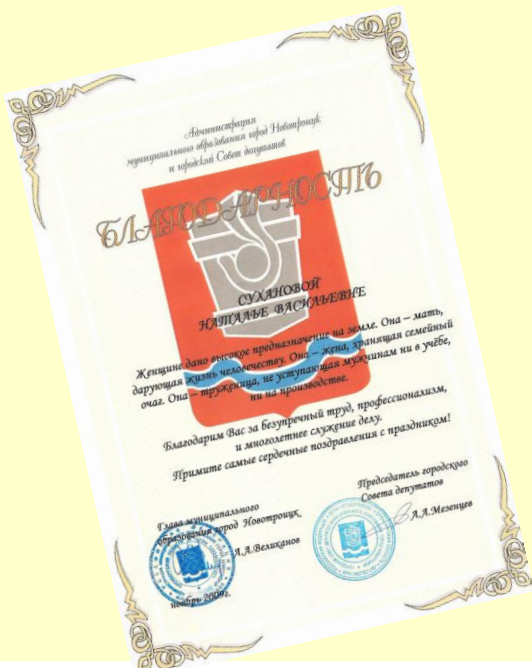 Администрация
муниципального образования город Новотроицк
и городской Совет депутатов
БЛАГОДАРНОСТЬ
СУХАНОВОЙ
НАТАЛЬЕ ВАСИЛЬЕВНЕ
Женщине дано высокое предназначение на земле. Она – мать,
дарующая жизнь человечеству. Она – жена, хранящая семейный
очаг. Она – труженица, не уступающая мужчинам ни в учёбе,
ни на производстве.
Благодарим Вас за безупречный труд, профессионализм,
и многолетнее служение делу.
Примите самые сердечные поздравления с праздником!
Глава муниципального
образования город Новотроицк
А.А.Великанов
Председатель городского
Совета депутатов
А.А.Мезенцев
ноябрь 2009г.